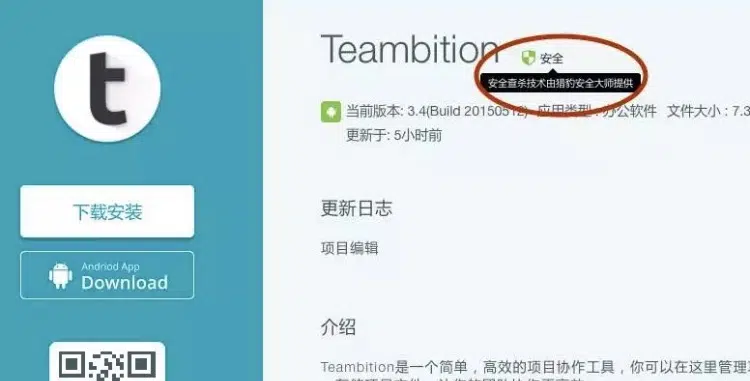 t
Teambition
安全
安全查杀技术由猎豹安全大师提供
当前版本: 3.4(Build 20150512) 应用类型 : 办公软件 文件大小 : 7.3
更新于: 5小时前
下载安装
Andriod App
Download
更新日志
项目编辑
介绍
Teambition是一个简单，高效的项目协作工具，你可以在这里管理